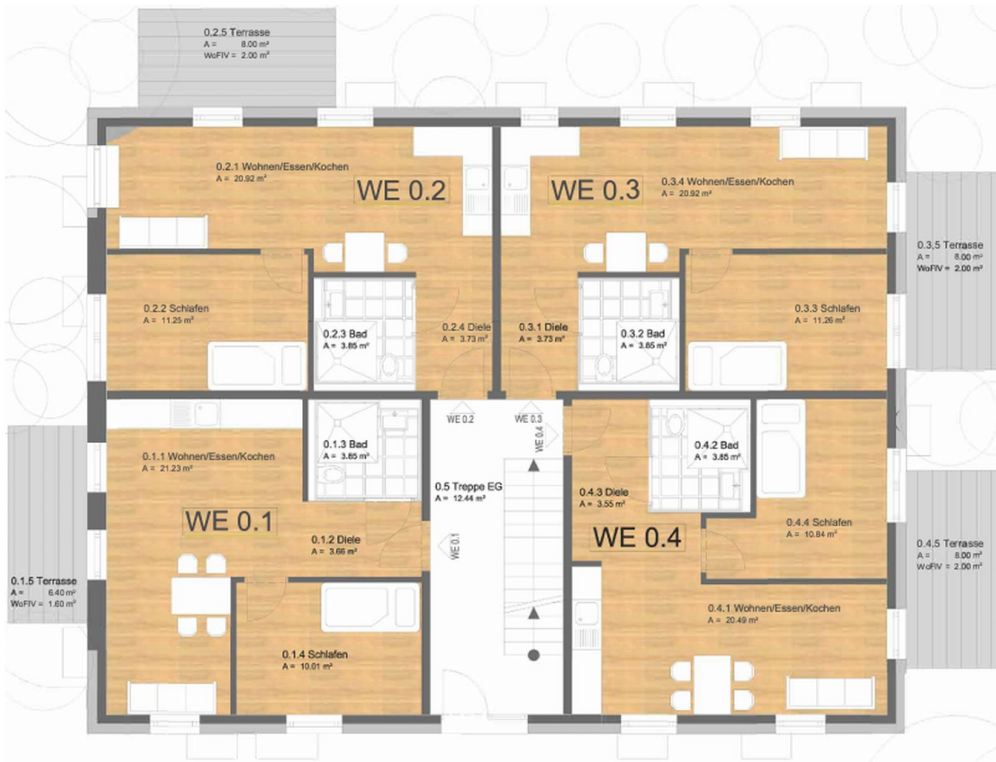 0.2.5 Terrasse
A = 8.00 m²
WoFIV = 2.00 m²
0.2.1 Wohnen/Essen/Kochen
A = 20.92 m²
WE 0.2
WE 0.3
0.3.4 Wohnen/Essen/Kochen
A = 20.92 m²
0.3,5 Terrasse
A = 8.00 m²
WoFIV = 2.00 m²
0.2.2 Schlafen
A = 11.25 m²
0.2.3 Bad
A = 3.85 m²
0.2.4 Diele
A = 3.73 m²
0.3.1 Diele
A = 3.73 m²
0.3.2 Bad
A = 3.85 m²
0.3.3 Schlafen
A = 11.26 m²
WE 0.2
WE 0.3
WE 0.4
0.1.1 Wohnen/Essen/Kochen
A = 21.23 m²
0.1.3 Bad
A = 3.85 m²
0.5 Treppe EG
A = 12.44 m²
0.4.2 Bad
A = 3.85 m²
0.4.3 Diele
A = 3.55 m²
WE 0.1
0.1.2 Diele
A = 3.66 m²
WE 0.1
WE 0.4
0.4.4 Schlafen
A = 10.84 m²
0.4.5 Terrasse
A = 8.00 m²
WoFIV = 2.00 m²
0.1.5 Terrasse
A = 6.40 m²
WoFIV = 1.60 m²
0.4.1 Wohnen/Essen/Kochen
A = 20.49 m²
0.1.4 Schlafen
A = 10.01 m²